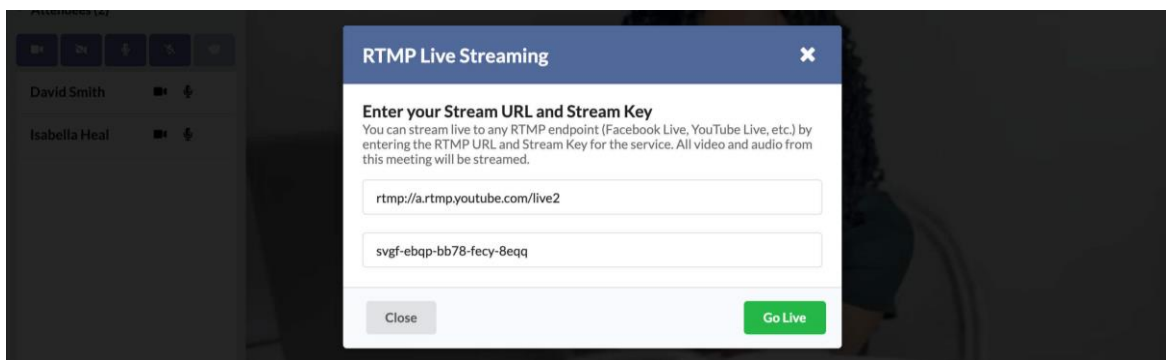 Attendees (2)
David Smith
Isabella Heal
RTMP Live Streaming
Enter your Stream URL and Stream Key
You can stream live to any RTMP endpoint (Facebook Live, YouTube Live, etc.) by
entering the RTMP URL and Stream Key for the service. All video and audio from
this meeting will be streamed.
rtmp://a.rtmp.youtube.com/live2
svgf-ebqp-bb78-fecy-8eqq
Close
Go Live